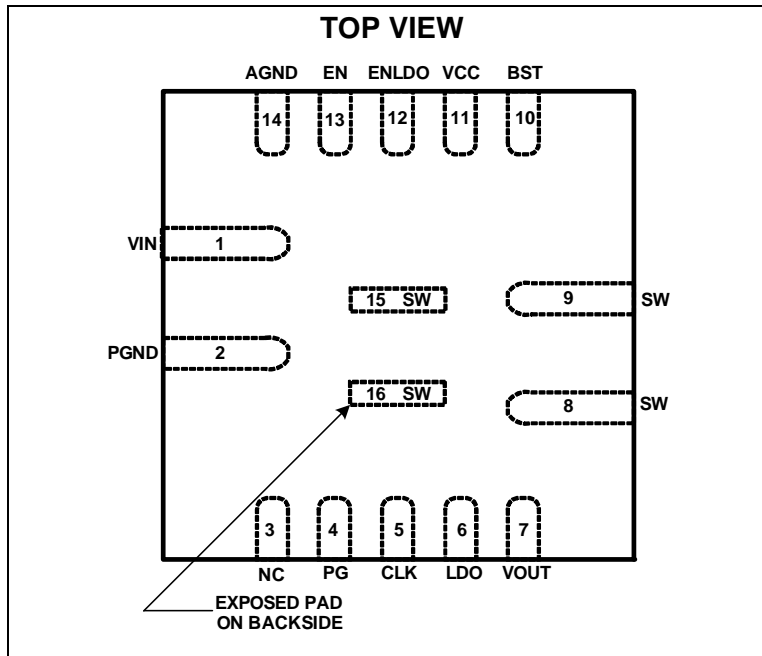 TOP VIEW
AGND EN ENLDO VCC BST
14 13 12 11 10
VIN 1
15 SW 9 SW
PGND 2
16 SW 8 SW
3 4 5 6 7
NC PG CLK LDO VOUT
EXPOSED PAD
ON BACKSIDE